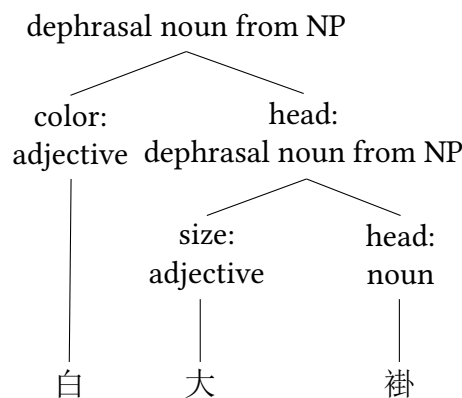 dephrasal noun from NP
color:
adjective
head:
dephrasal noun from NP
size:
adjective
head:
noun
白 大 褂